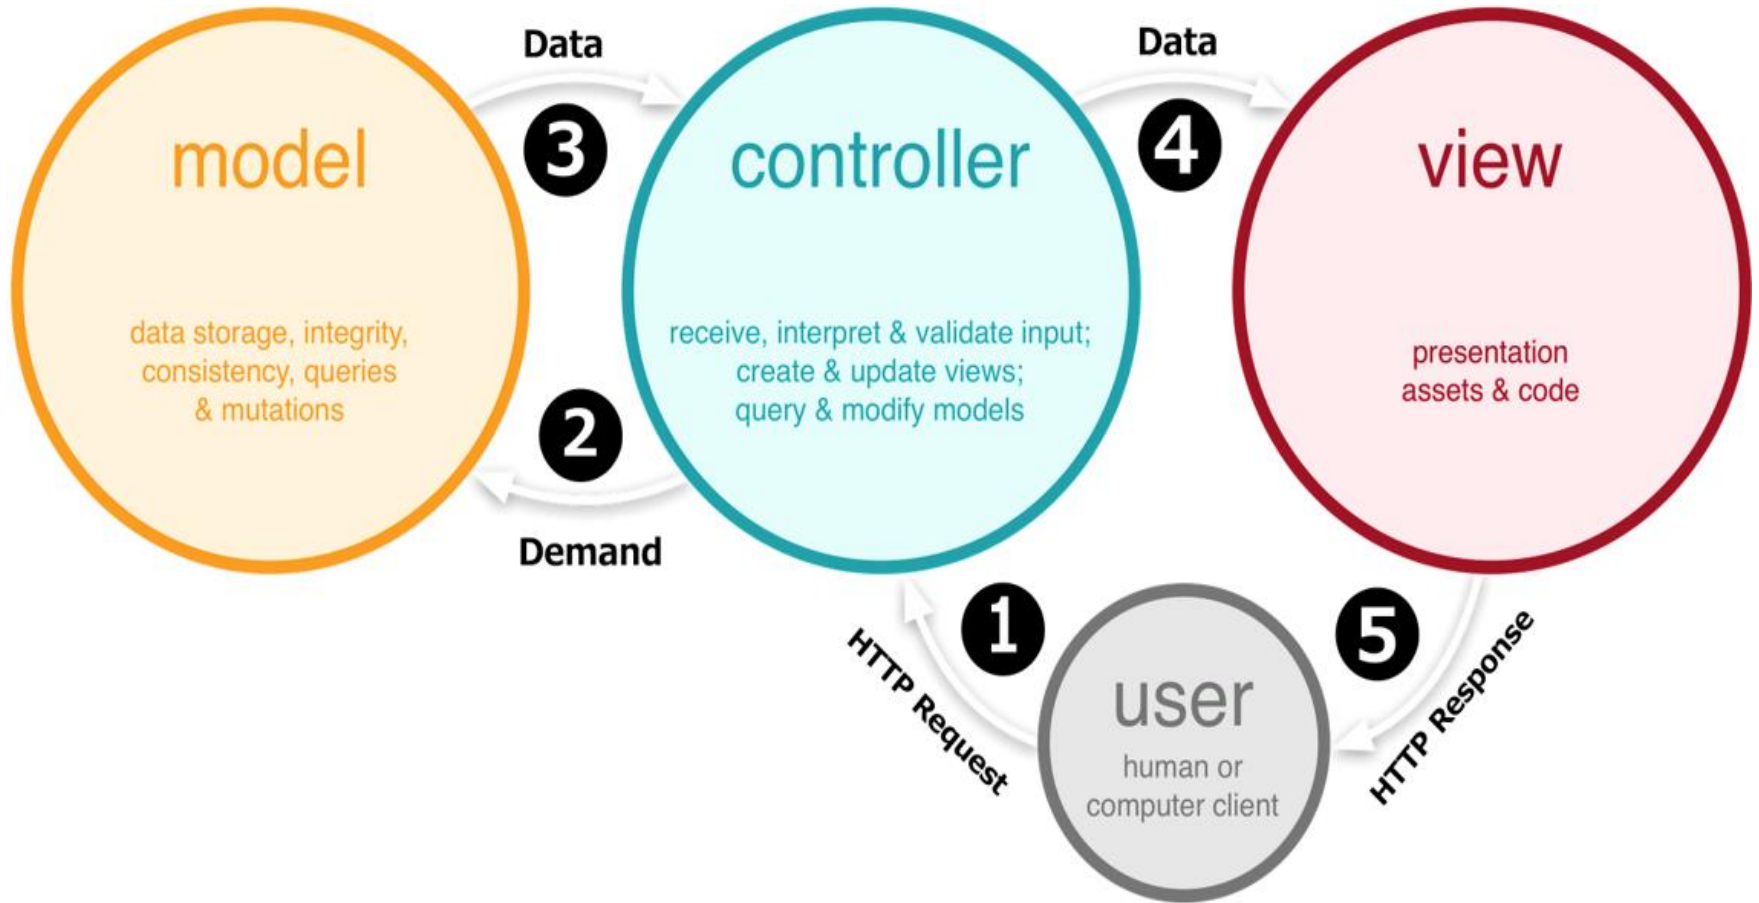 Data
Data
3
4
model
controller
view
data storage, integrity,
consistency, queries
& mutations
receive, interpret & validate input;
create & update views;
query & modify models
presentation
assets & code
2
Demand
1
5
HTTP Request
HTTP Response
user
human or
computer client